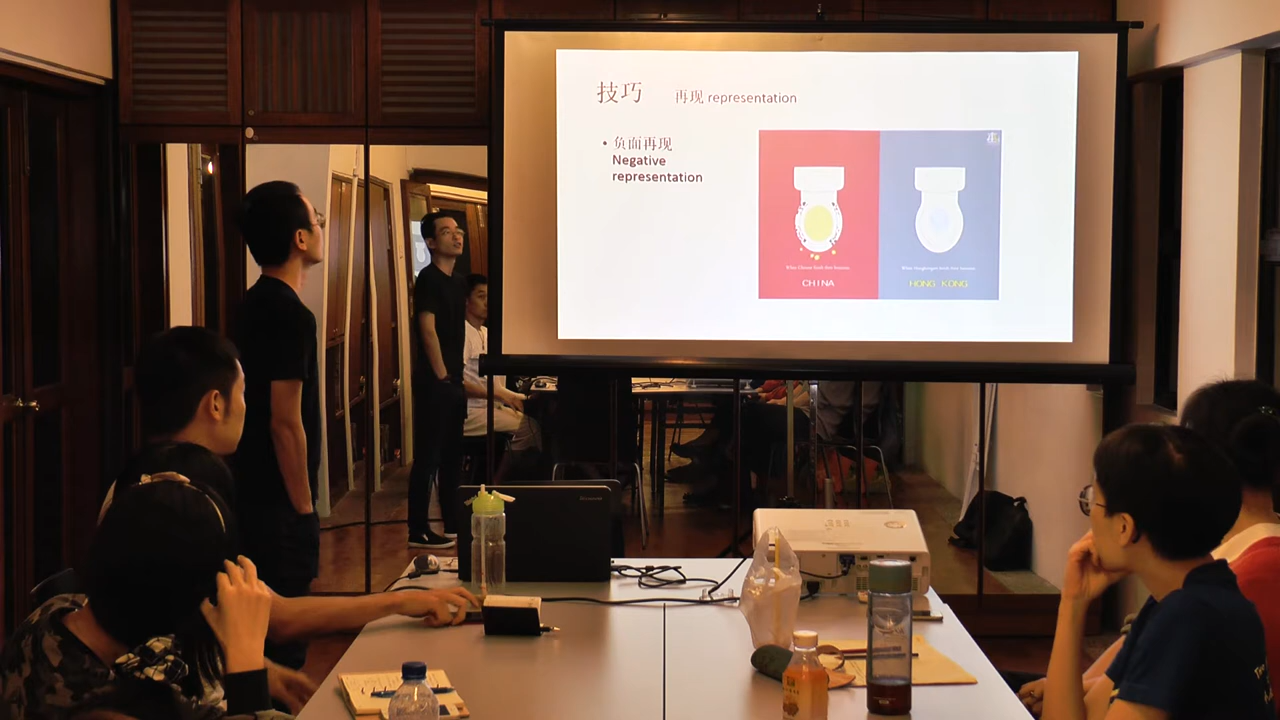 技巧 再现 representation
• 负面再现
Negative
representation
CHINA
HONG KONG